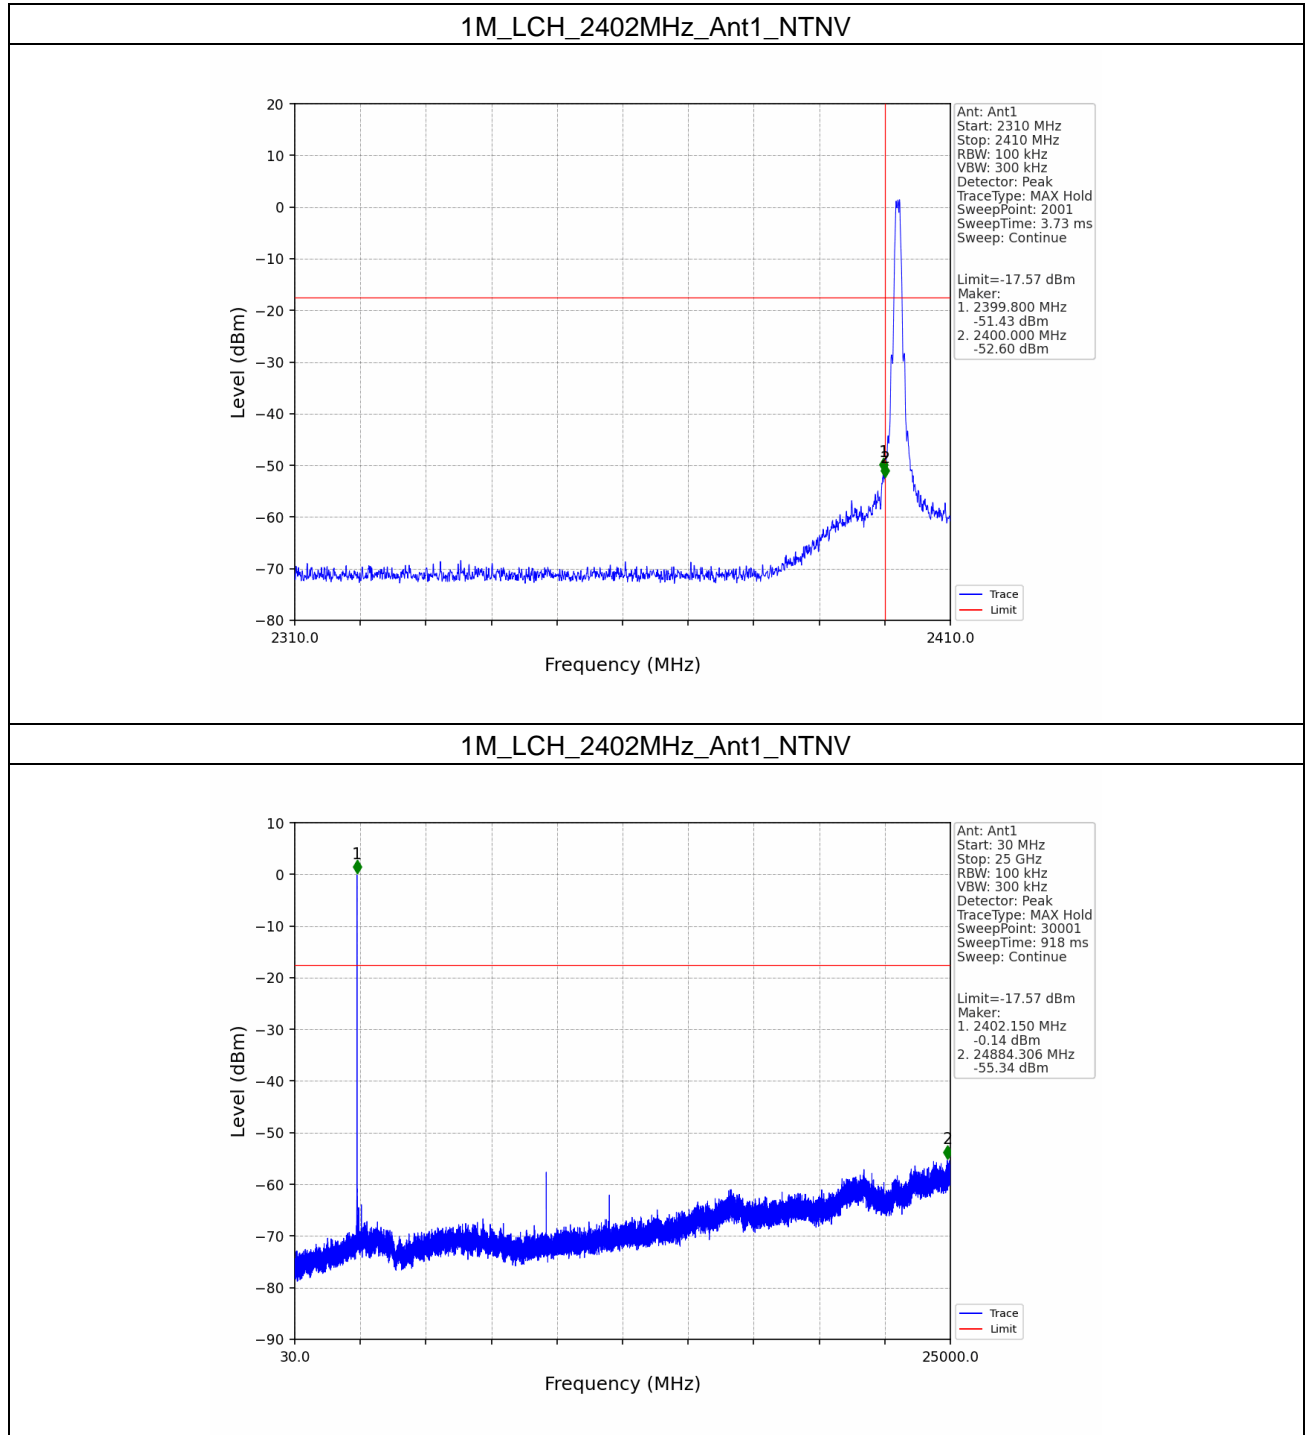 1M_LCH_2402MHz_Ant1_NTNV
20
10
0
−10
−20
−30
−40
−50
−60
−70
−80
Level (dBm)
2310.0
2410.0
Frequency (MHz)
1
2
Ant: Ant1
Start: 2310 MHz
Stop: 2410 MHz
RBW: 100 kHz
VBW: 300 kHz
Detector: Peak
TraceType: MAX Hold
SweepPoint: 2001
SweepTime: 3.73 ms
Sweep: Continue
Limit=-17.57 dBm
Maker:
1. 2399.800 MHz
-51.43 dBm
2. 2400.000 MHz
-52.60 dBm
Trace
Limit
1M_LCH_2402MHz_Ant1_NTNV
10
0
−10
−20
−30
−40
−50
−60
−70
−80
−90
Level (dBm)
30.0
25000.0
Frequency (MHz)
1
2
Ant: Ant1
Start: 30 MHz
Stop: 25 GHz
RBW: 100 kHz
VBW: 300 kHz
Detector: Peak
TraceType: MAX Hold
SweepPoint: 30001
SweepTime: 918 ms
Sweep: Continue
Limit=-17.57 dBm
Maker:
1. 2402.150 MHz
-0.14 dBm
2. 24884.306 MHz
-55.34 dBm
Trace
Limit